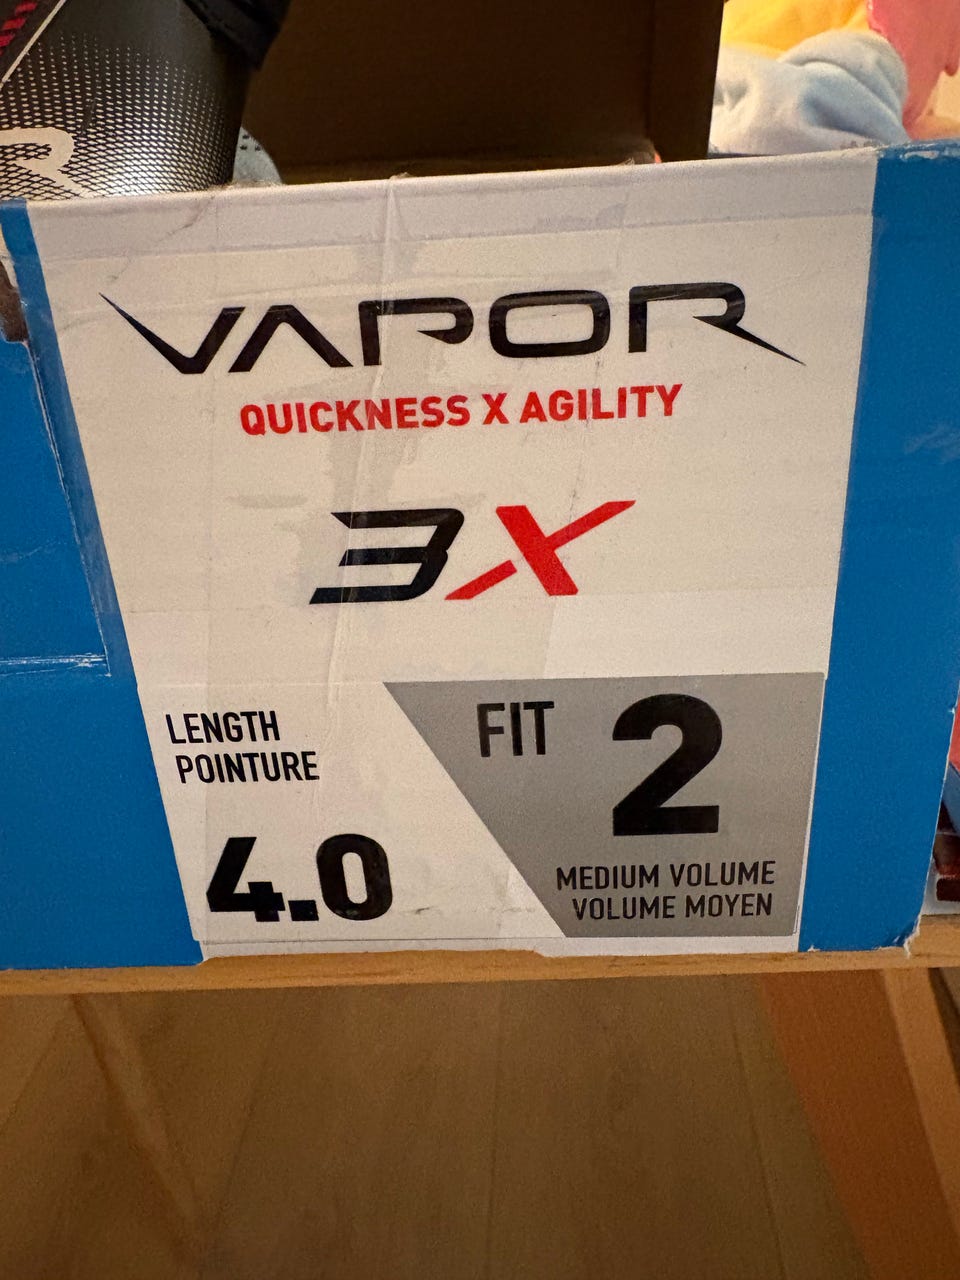 VAPOR
QUICKNESS X AGILITY
3X
LENGTH
POINTURE
4.0
FIT 2
MEDIUM VOLUME
VOLUME MOYEN